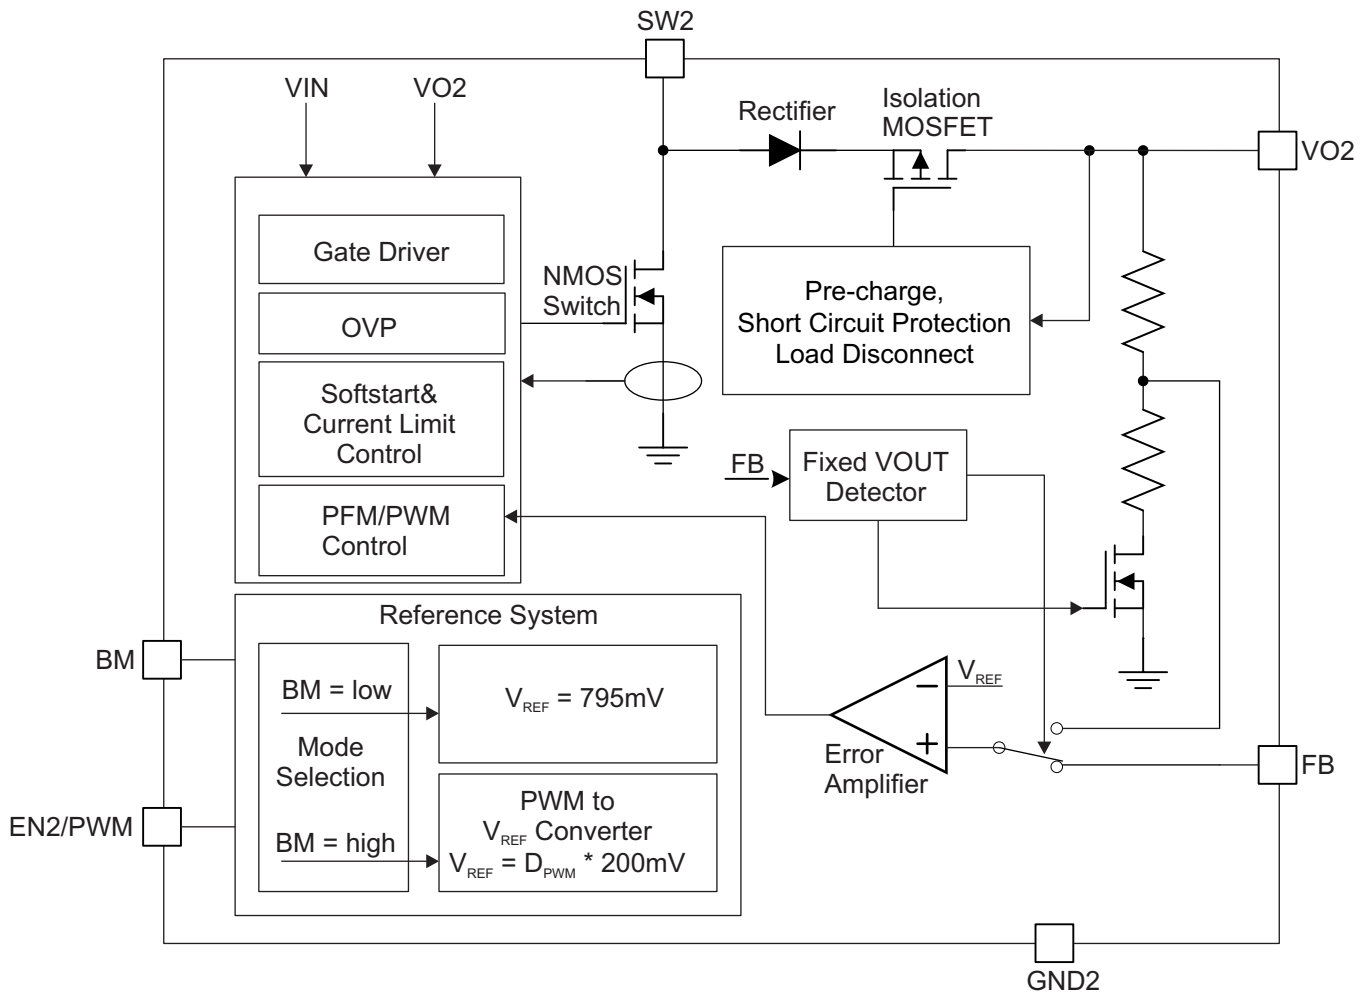 SW2
VIN
VO2
Rectifier
Isolation
MOSFET
VO2
Gate Driver
OVP
Softstart&
Current Limit
Control
PFM/PWM
Control
NMOS
Switch
Pre-charge,
Short Circuit Protection
Load Disconnect
FB
Fixed VOUT
Detector
Reference System
BM
BM = low
VREF = 795mV
Mode
Selection
EN2/PWM
BM = high
PWM to
VREF Converter
VREF = DPWM * 200mV
VREF
−
+
Error
Amplifier
FB
GND2